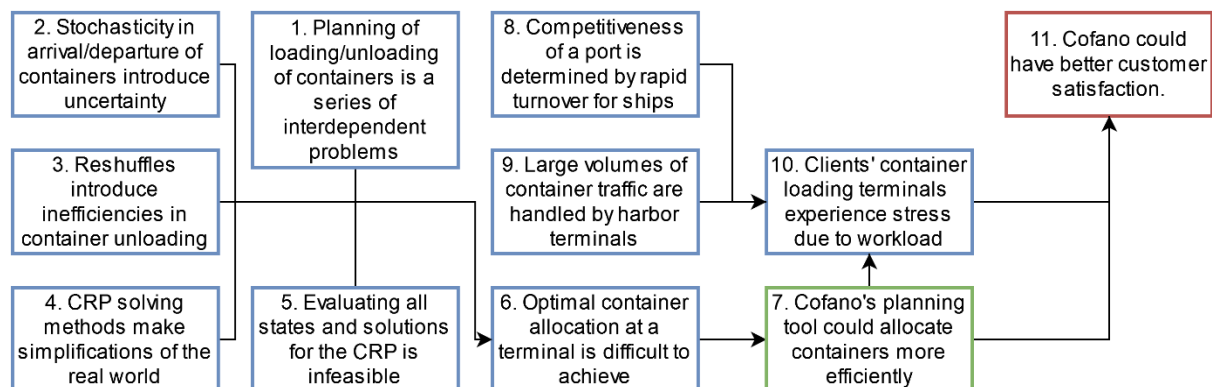 2. Stochasticity in
arrival/departure of
containers introduce
uncertainty
1. Planning of
loading/unloading
of containers is a
series of
interdependent
problems
8. Competitiveness
of a port is
determined by rapid
turnover for ships
11. Cofano could
have better customer
satisfaction.
3. Reshuffles
introduce
inefficiencies in
container unloading
9. Large volumes of
container traffic are
handled by harbor
terminals
10. Clients' container
loading terminals
experience stress
due to workload
4. CRP solving
methods make
simplifications of the
real world
5. Evaluating all
states and solutions
for the CRP is
infeasible
6. Optimal container
allocation at a
terminal is difficult to
achieve
7. Cofano's planning
tool could allocate
containers more
efficiently